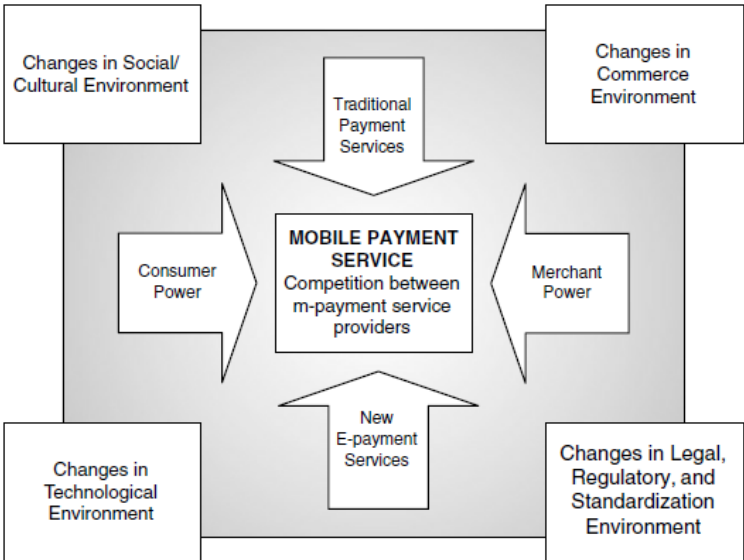 Changes in Social/
Cultural Environment
Changes in
Commerce
Environment
Traditional
Payment
Services
Consumer
Power
MOBILE PAYMENT
SERVICE
Competition between
m-payment service
providers
Merchant
Power
New
E-payment
Services
Changes in
Technological
Environment
Changes in Legal,
Regulatory, and
Standardization
Environment